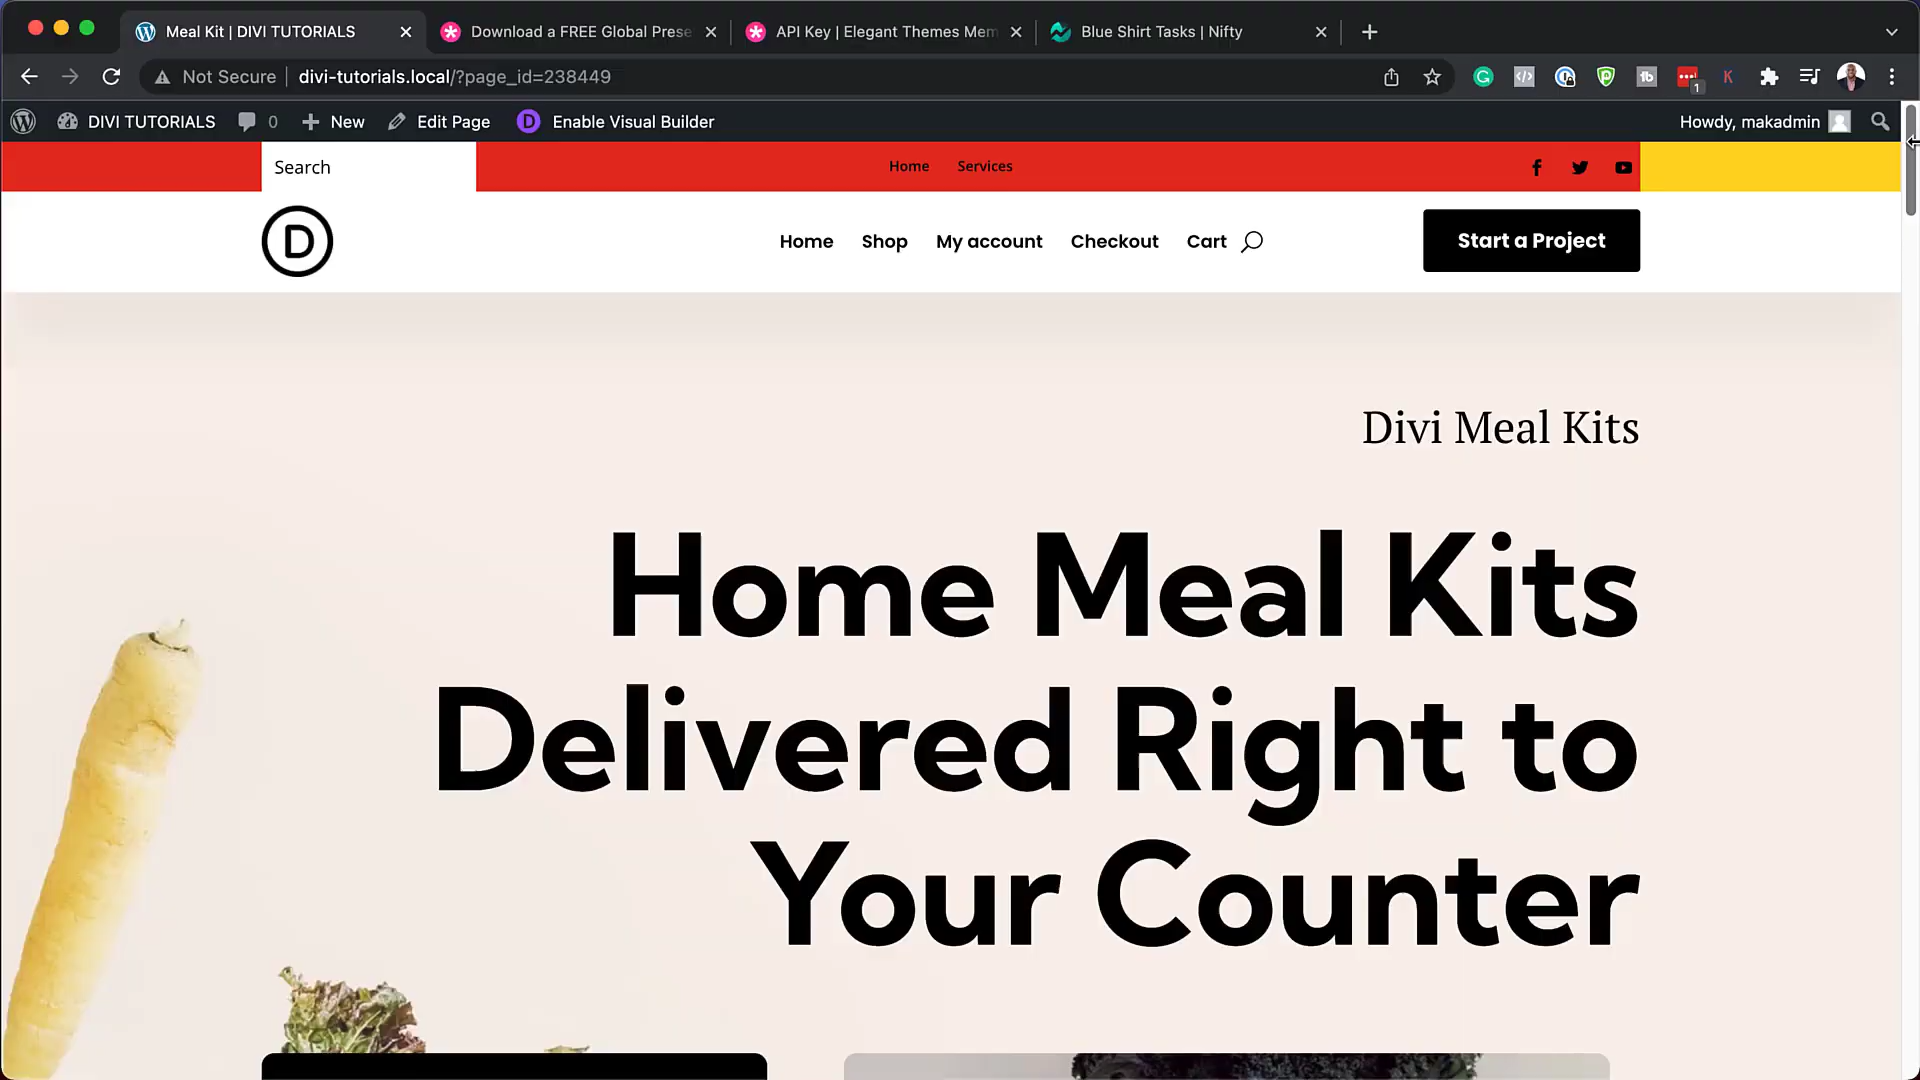 Meal Kit | DIVI TUTORIALS
Download a FREE Global Prese
API Key | Elegant Themes Mem
Blue Shirt Tasks | Nifty
Not Secure
divi-tutorials.local/?page_id=238449
1
DIVI TUTORIALS
0
New
Edit Page
D
Enable Visual Builder
Howdy, makadmin
Search
Home
Services
D
Home
Shop
My account
Checkout
Cart
Start a Project
Divi Meal Kits
Home Meal Kits
Delivered Right to
Your Counter